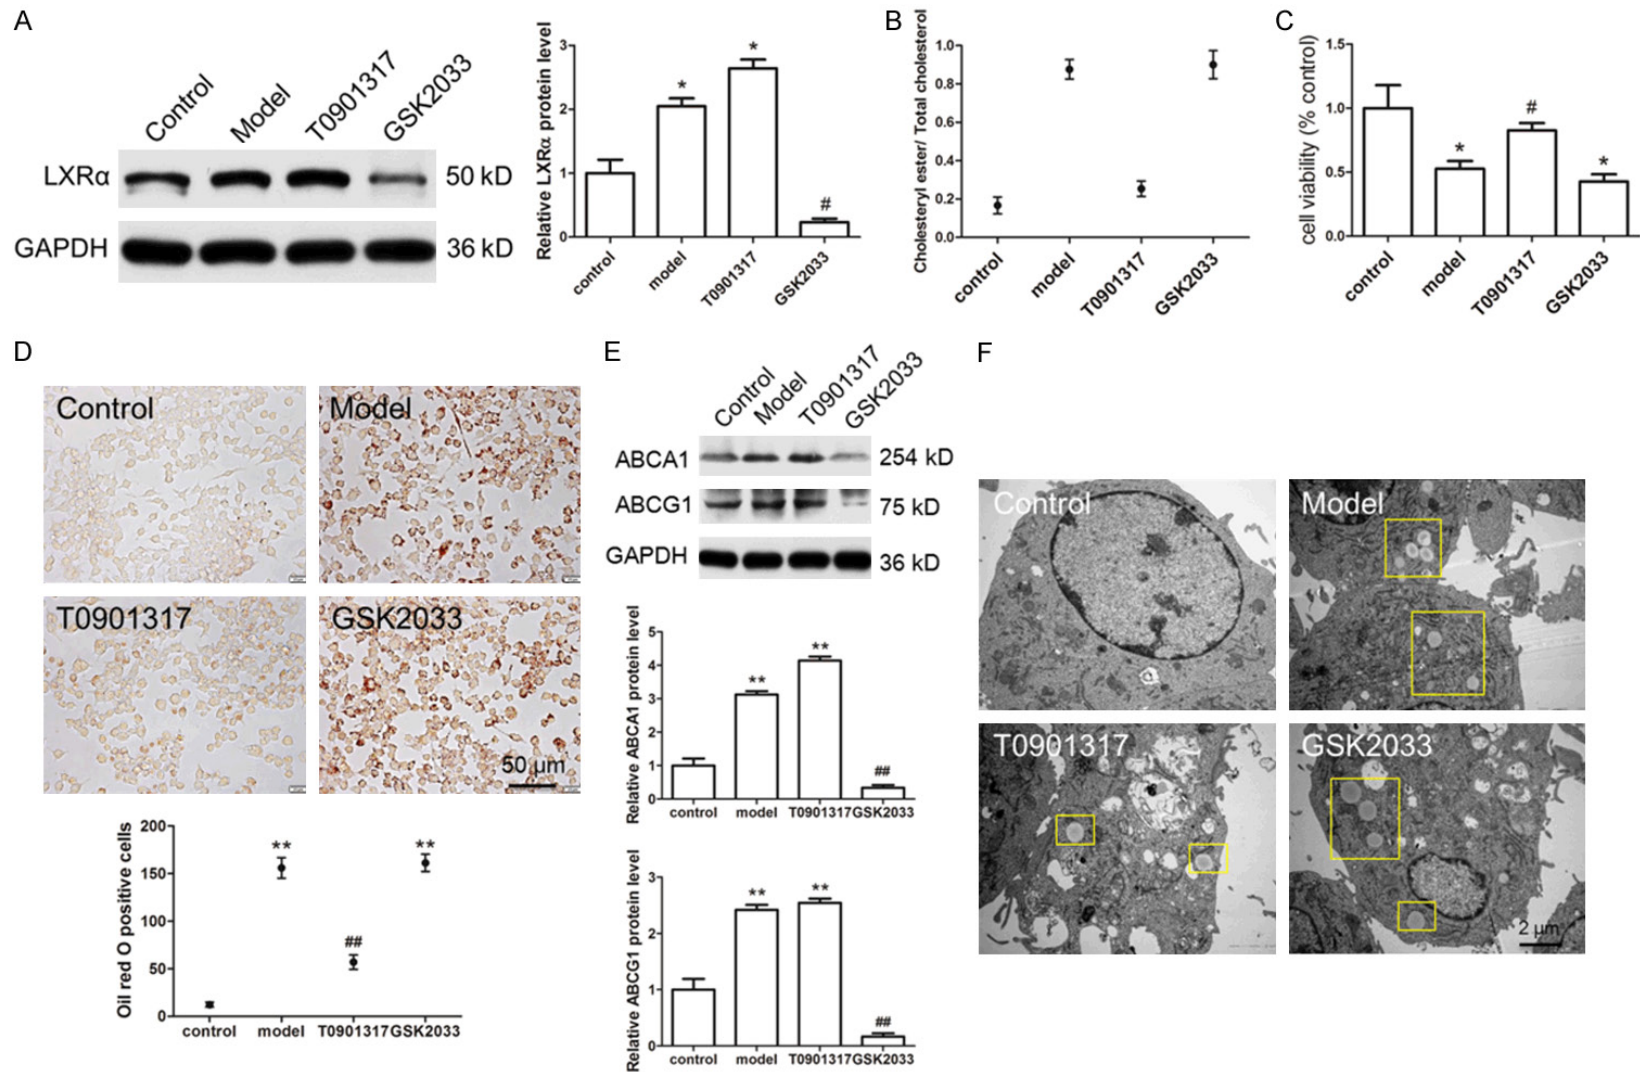 A
Control
Model
T0901317
GSK2033
LXRα
50 kD
GAPDH
36 kD
Relative LXRα protein level
3
2
1
0
*
*
#
control
model
T0901317
GSK2033
B
Cholesteryl ester/ Total cholesterol
1.0
0.8
0.6
0.4
0.2
0.0
control
model
T0901317
GSK2033
C
cell viability (% control)
1.5
1.0
0.5
0.0
*
#
*
control
model
T0901317
GSK2033
D
Control
Model
T0901317
GSK2033
50 μm
Oil red O positive cells
200
150
100
50
0
**
##
**
control
model
T0901317
GSK2033
E
Control
Model
T0901317
GSK2033
ABCA1
254 kD
ABCG1
75 kD
GAPDH
36 kD
Relative ABCA1 protein level
5
4
3
2
1
0
**
**
##
control
model
T0901317
GSK2033
Relative ABCG1 protein level
3
2
1
0
**
**
##
control
model
T0901317
GSK2033
F
Control
Model
T0901317
GSK2033
2 μm